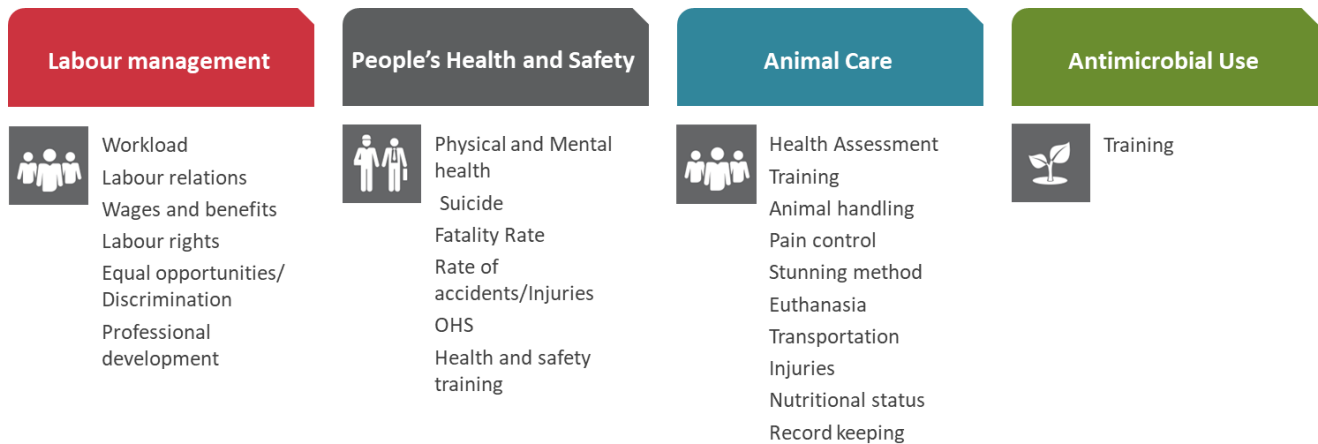 Labour management
Workload
Labour relations
Wages and benefits
Labour rights
Equal opportunities/
Discrimination
Professional
development
People's Health and Safety
Physical and Mental
health
Suicide
Fatality Rate
Rate of
accidents/Injuries
OHS
Health and safety
training
Animal Care
Health Assessment
Training
Animal handling
Pain control
Stunning method
Euthanasia
Transportation
Injuries
Nutritional status
Record keeping
Antimicrobial Use
Training